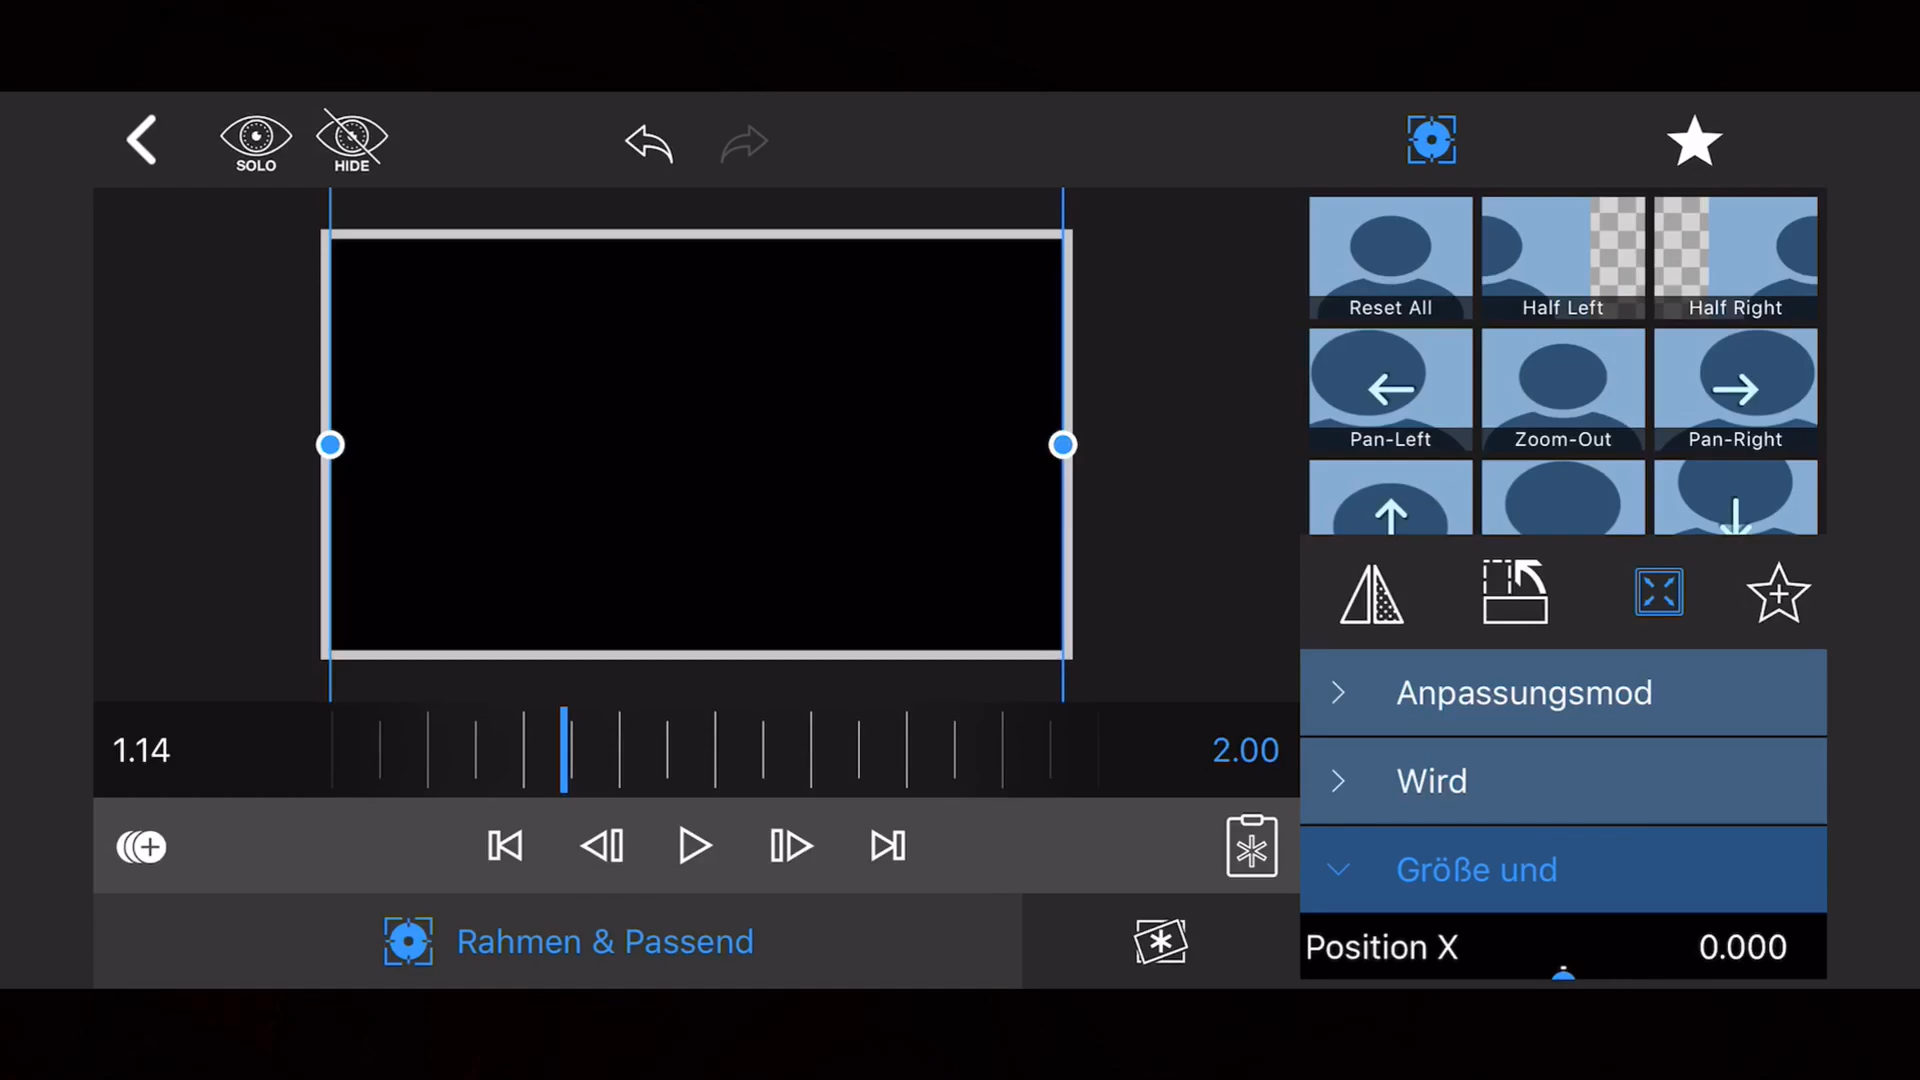 SOLO
HIDE
Reset All
Half Left
Half Right
Pan-Left
Zoom-Out
Pan-Right
Anpassungsmod
1.14
2.00
Wird
Größe und
Rahmen & Passend
Position X
0.000